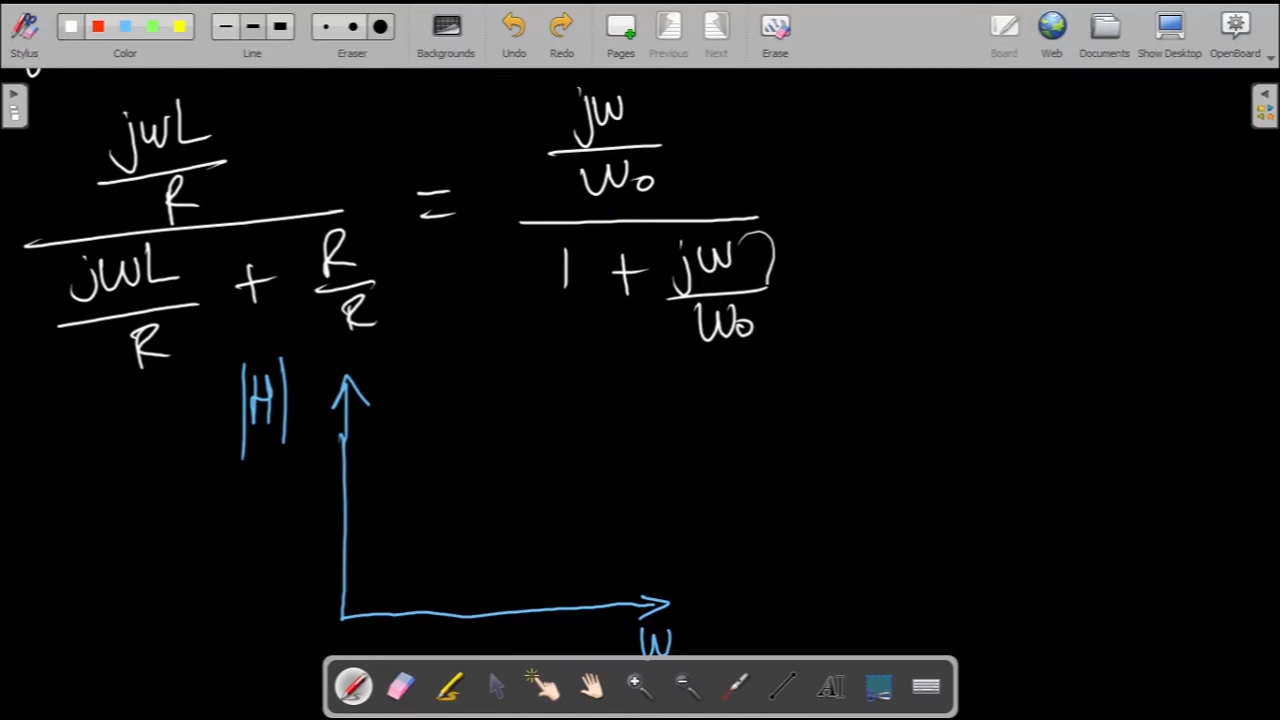 Stylus Color Line Eraser Backgrounds Undo Redo Pages Previous Next Erase Board Web Documents Show Desktop OpenBoard
jwL
R
jwL
R
+
R
R
=
jw
w₀
1 + jw
w₀
|H|
w
AI